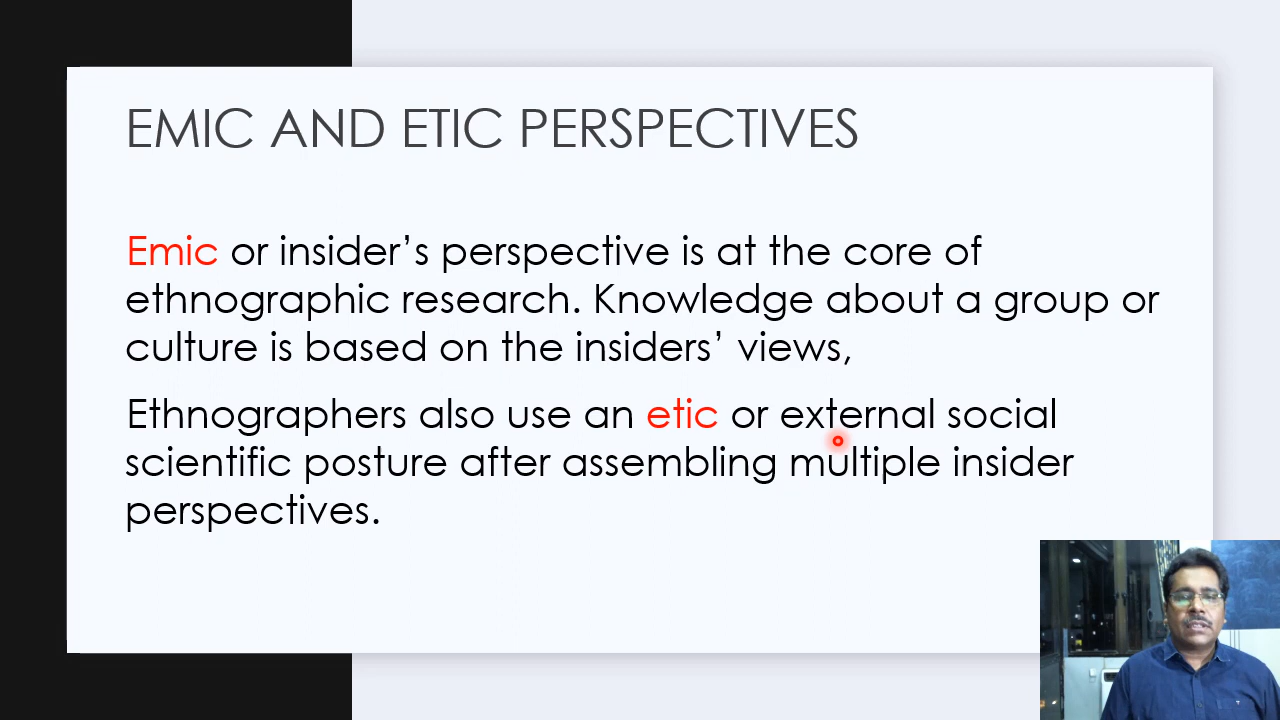 EMIC AND ETIC PERSPECTIVES
Emic or insider’s perspective is at the core of
ethnographic research. Knowledge about a group or
culture is based on the insiders’ views,
Ethnographers also use an etic or external social
scientific posture after assembling multiple insider
perspectives.